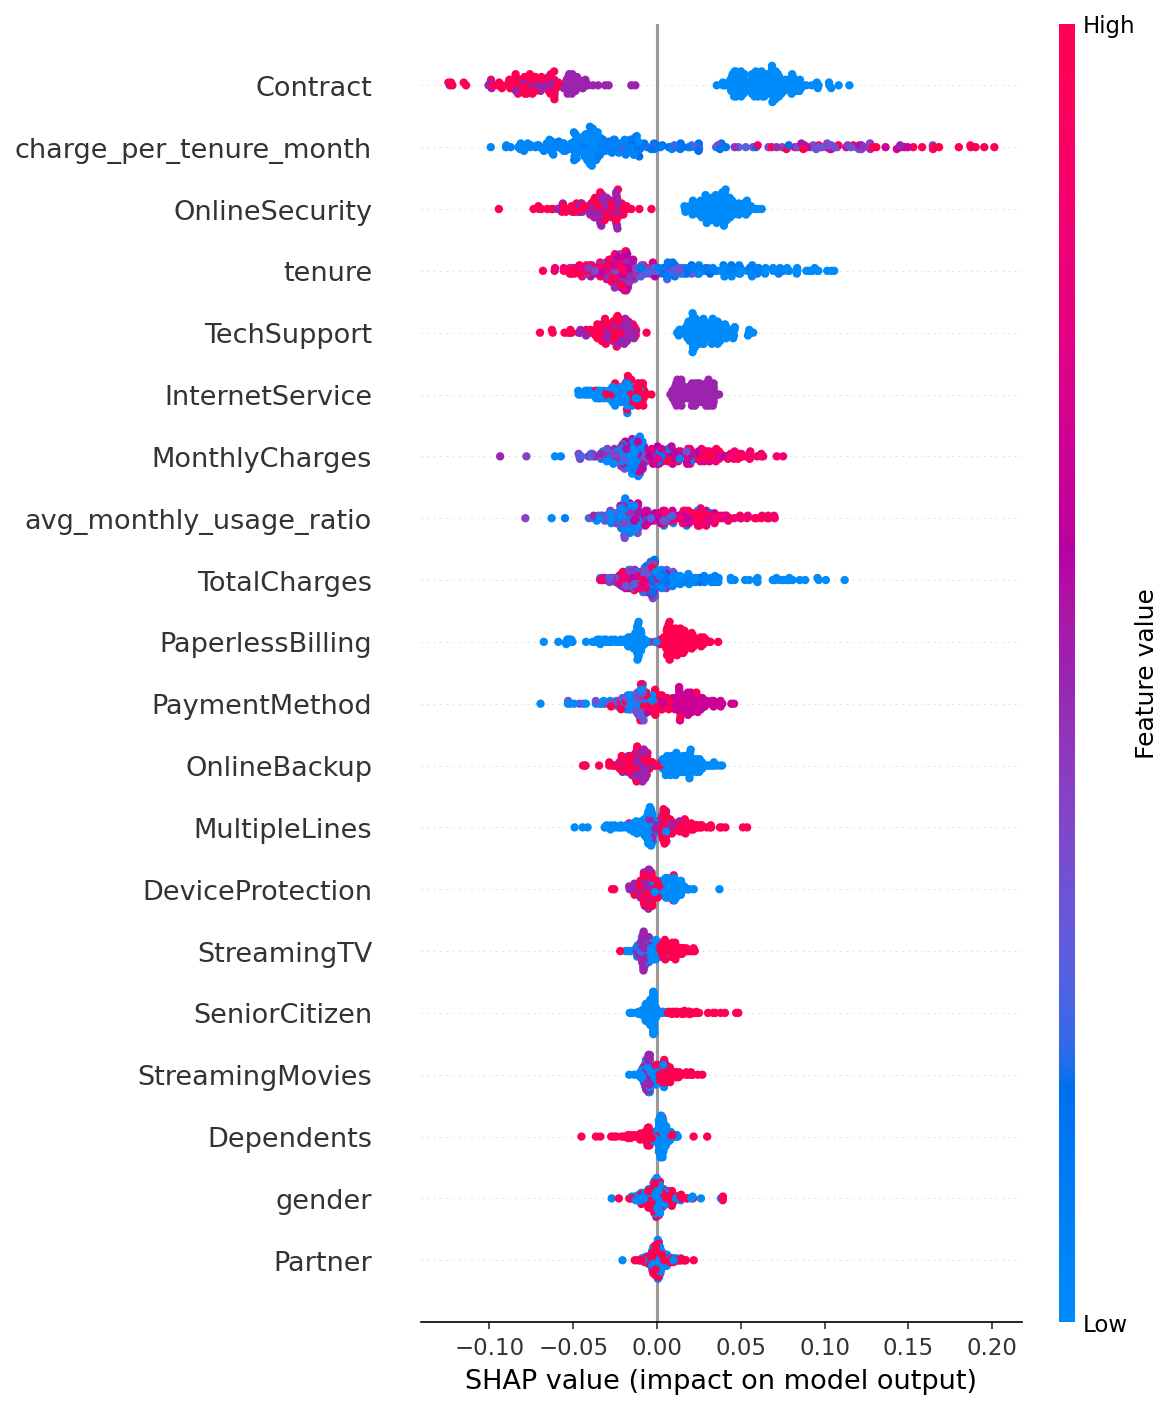 High
Contract
charge_per_tenure_month
OnlineSecurity
tenure
TechSupport
InternetService
MonthlyCharges
avg_monthly_usage_ratio
TotalCharges
PaperlessBilling
PaymentMethod
OnlineBackup
MultipleLines
DeviceProtection
StreamingTV
SeniorCitizen
StreamingMovies
Dependents
gender
Partner
Feature value
Low
−0.10 −0.05 0.00 0.05 0.10 0.15 0.20
SHAP value (impact on model output)